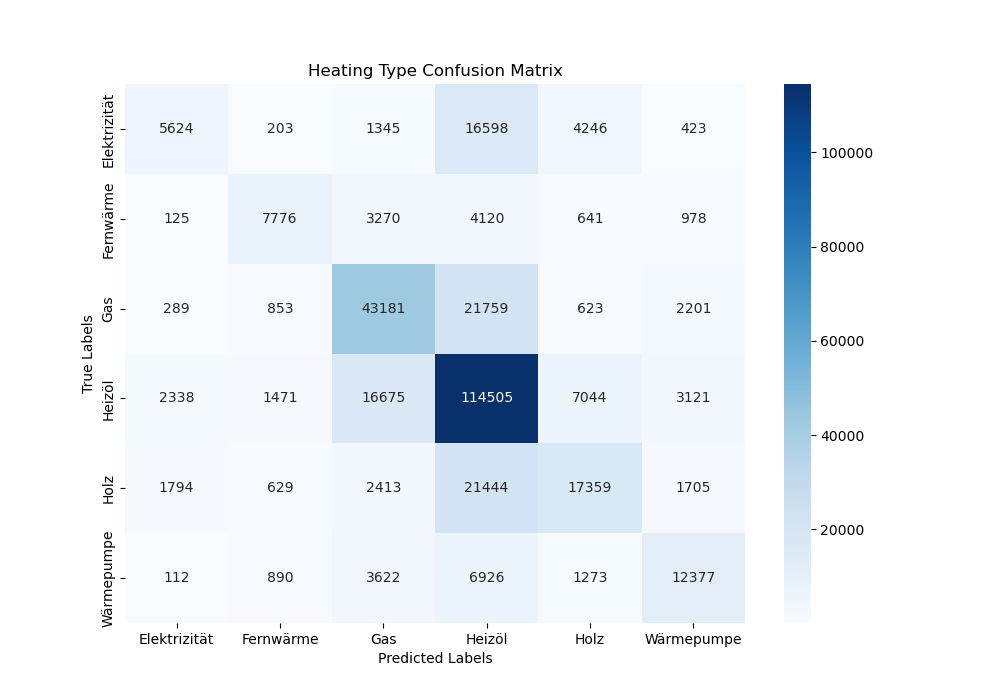 Heating Type Confusion Matrix
True Labels
Elektrizität 5624 203 1345 16598 4246 423
Fernwärme 125 7776 3270 4120 641 978
Gas 289 853 43181 21759 623 2201
Heizöl 2338 1471 16675 114505 7044 3121
Holz 1794 629 2413 21444 17359 1705
Wärmepumpe 112 890 3622 6926 1273 12377
Elektrizität Fernwärme Gas Heizöl Holz Wärmepumpe
Predicted Labels
100000
80000
60000
40000
20000